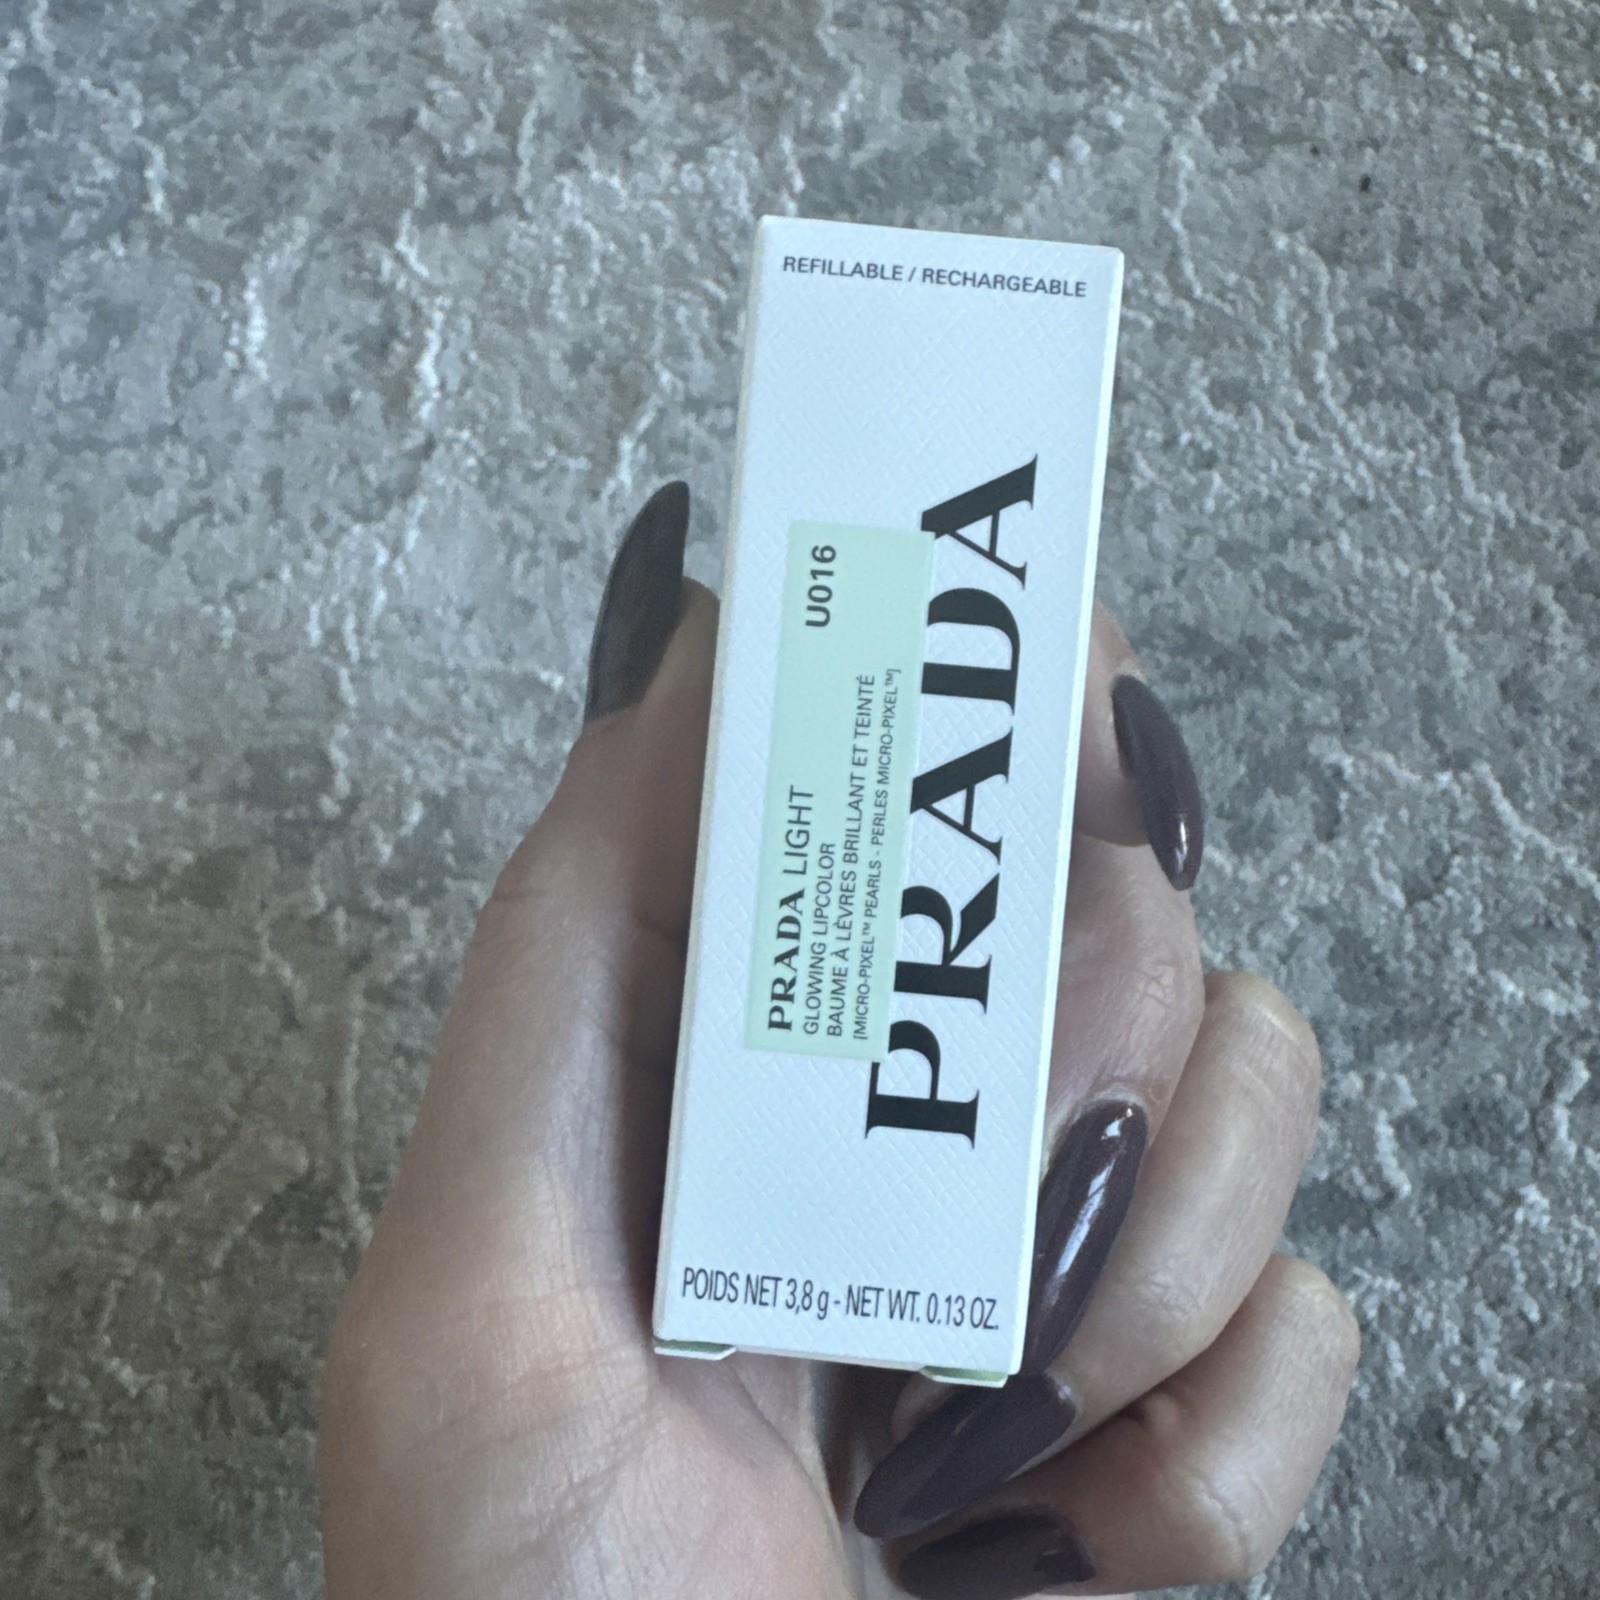 REFILLABLE / RECHARGEABLE
PRADA
PRADA LIGHT
U016
GLOWING LIPCOLOR
BAUME À LÈVRES BRILLANT ET TEINTÉ
[MICRO-PIXEL™ PEARLS - PERLES MICRO-PIXEL™]
POIDS NET 3,8 g - NET WT. 0.13 OZ.